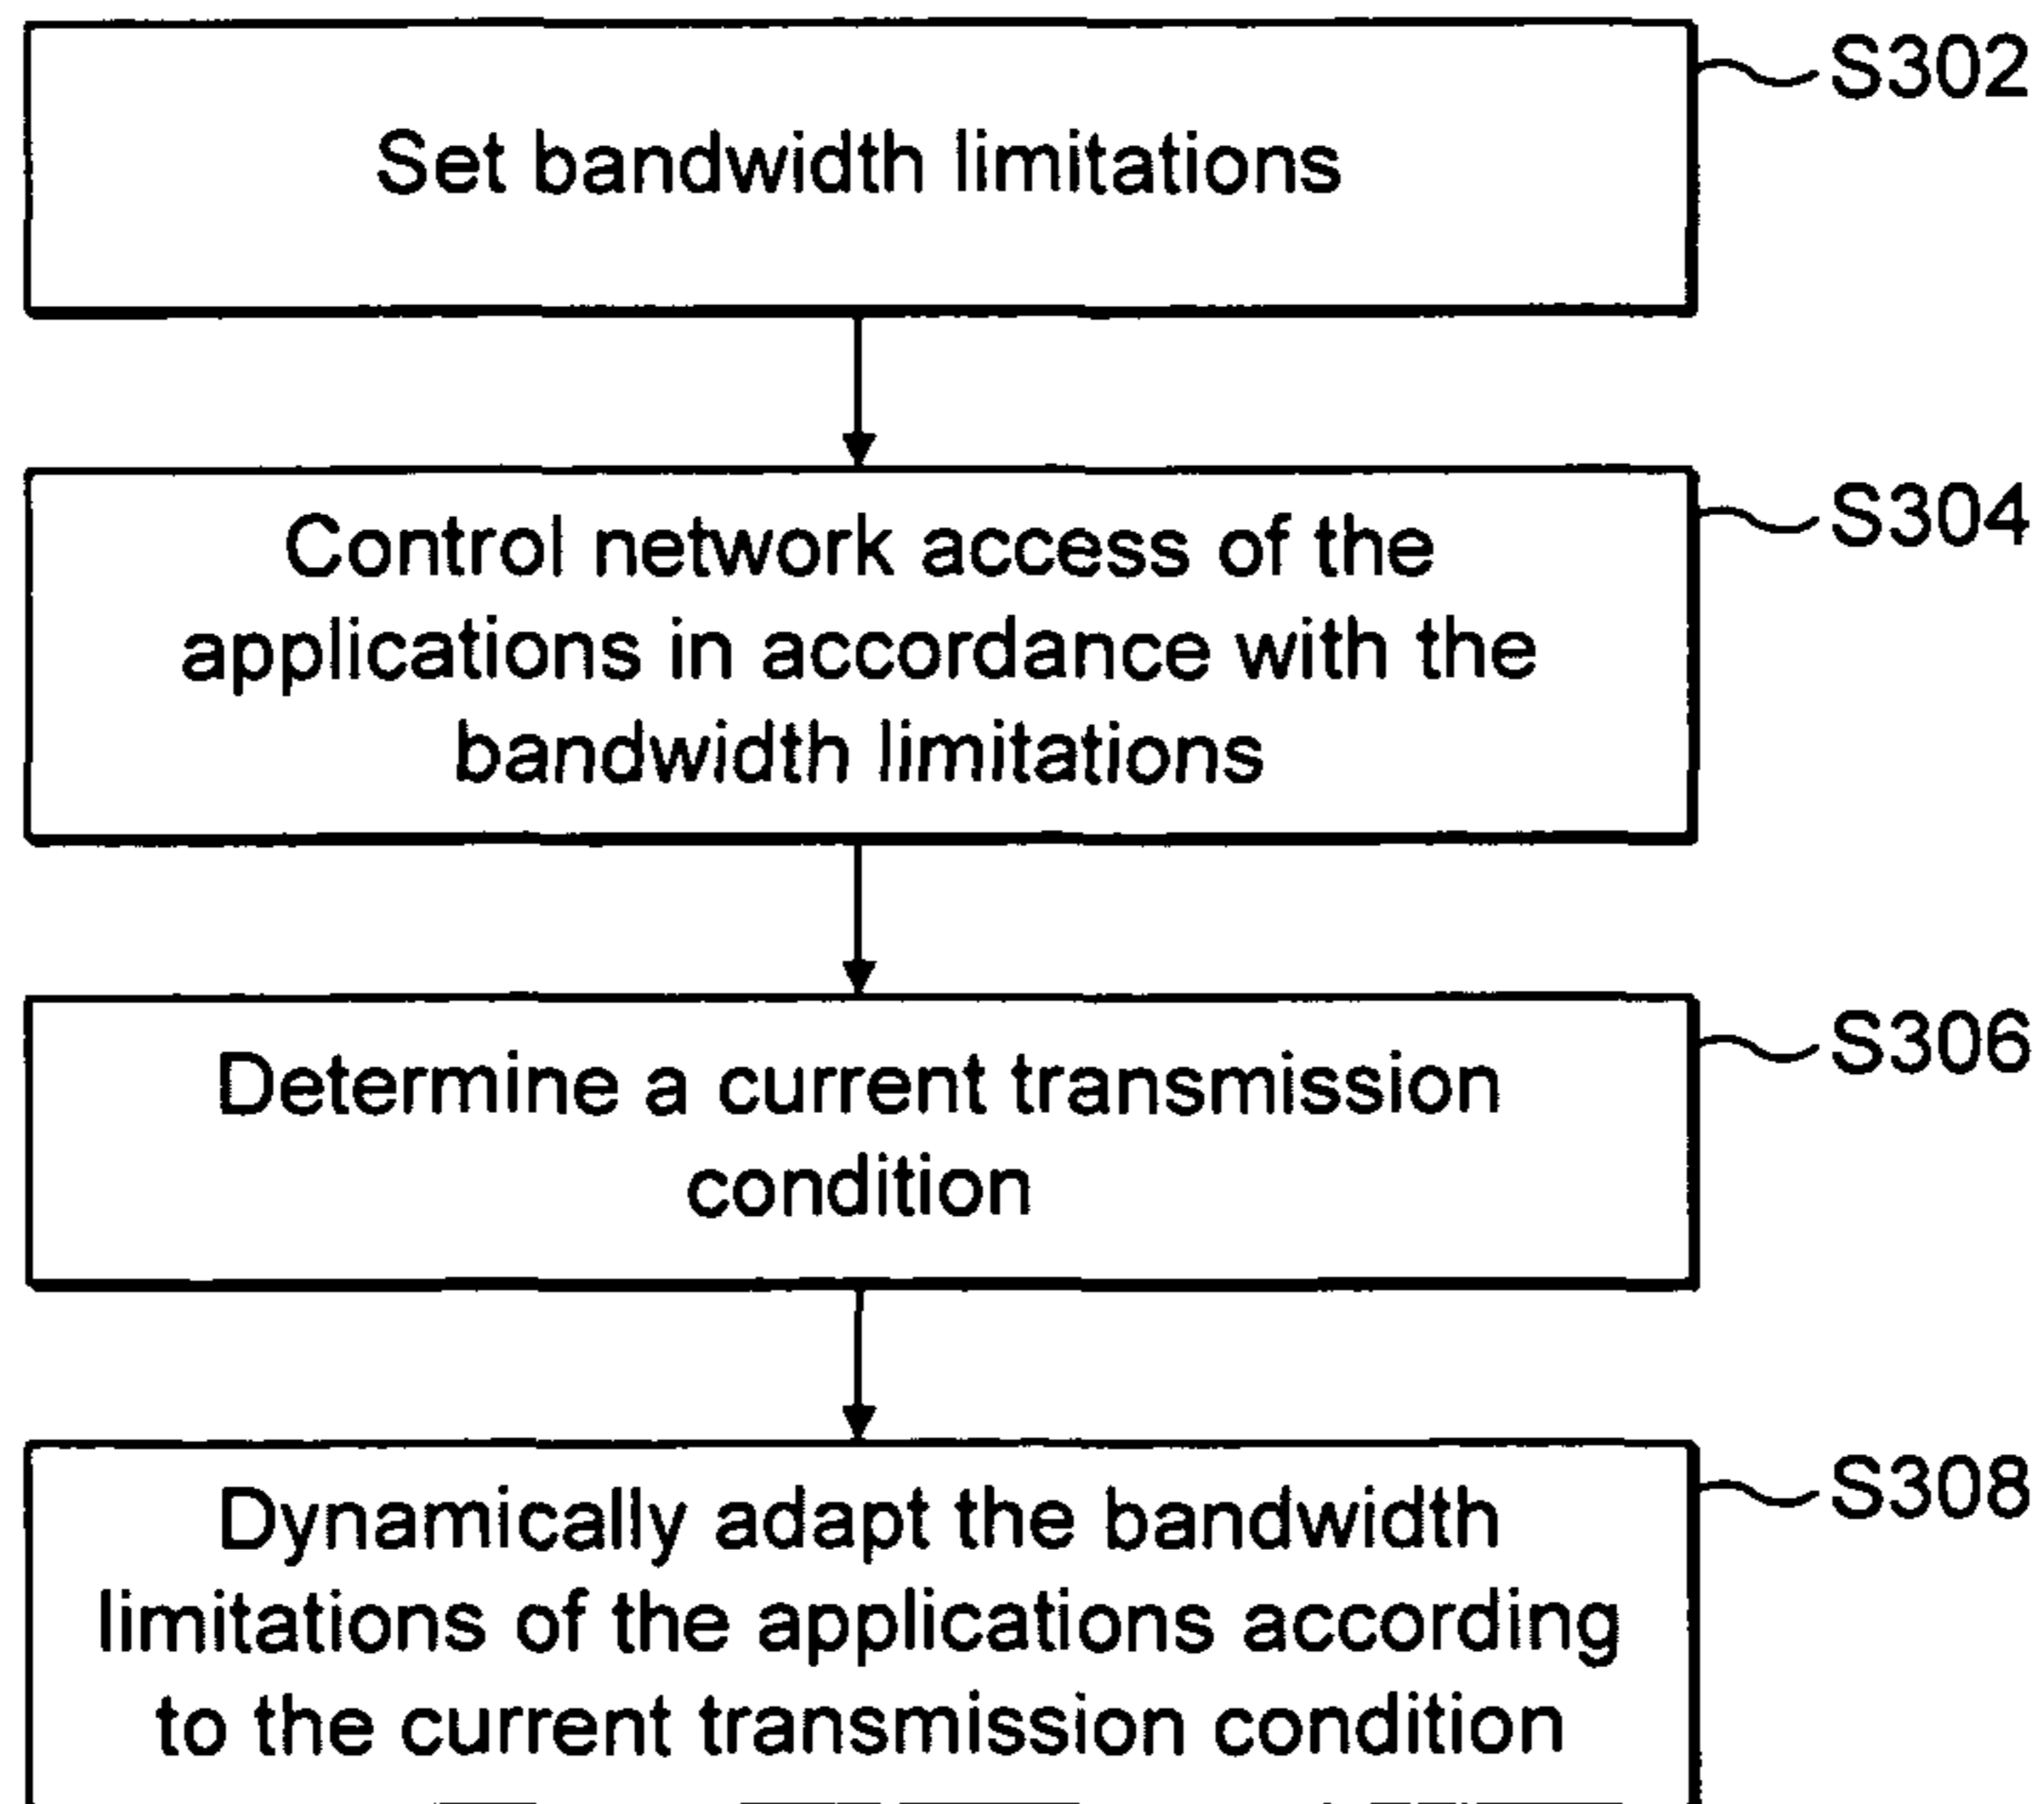 S302
Set bandwidth limitations
S304
Control network access of the
applications in accordance with the
bandwidth limitations
S306
Determine a current transmission
condition
S308
Dynamically adapt the bandwidth
limitations of the applications according
to the current transmission condition